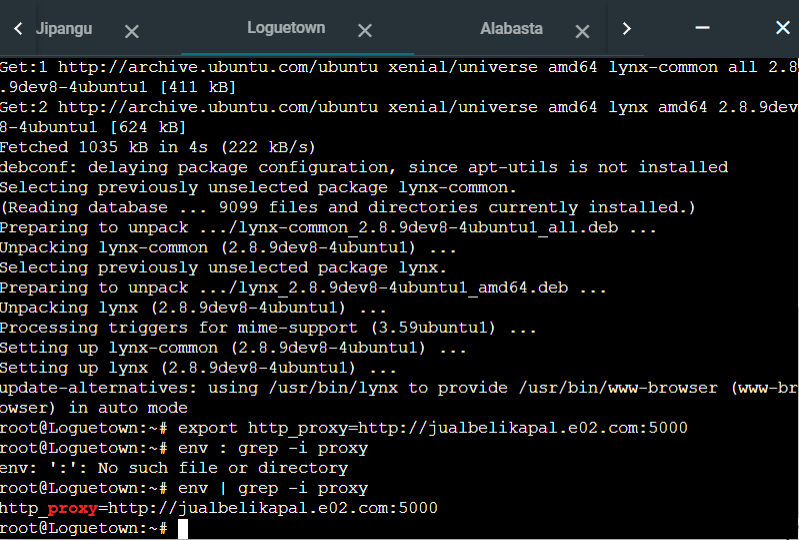 Jipangu
Loguetown
Alabasta
Get:1 http://archive.ubuntu.com/ubuntu xenial/universe amd64 lynx-common all 2.8
.9dev8-4ubuntu1 [411 kB]
Get:2 http://archive.ubuntu.com/ubuntu xenial/universe amd64 lynx amd64 2.8.9dev
8-4ubuntu1 [624 kB]
Fetched 1035 kB in 4s (222 kB/s)
debconf: delaying package configuration, since apt-utils is not installed
Selecting previously unselected package lynx-common.
(Reading database ... 9099 files and directories currently installed.)
Preparing to unpack .../lynx-common_2.8.9dev8-4ubuntu1_all.deb ...
Unpacking lynx-common (2.8.9dev8-4ubuntu1) ...
Selecting previously unselected package lynx.
Preparing to unpack .../lynx_2.8.9dev8-4ubuntu1_amd64.deb ...
Unpacking lynx (2.8.9dev8-4ubuntu1) ...
Processing triggers for mime-support (3.59ubuntu1) ...
Setting up lynx-common (2.8.9dev8-4ubuntu1) ...
Setting up lynx (2.8.9dev8-4ubuntu1) ...
update-alternatives: using /usr/bin/lynx to provide /usr/bin/www-browser (www-br
owser) in auto mode
root@Loguetown:~# export http_proxy=http://jualbelikapal.e02.com:5000
root@Loguetown:~# env : grep -i proxy
env: ':': No such file or directory
root@Loguetown:~# env | grep -i proxy
http_proxy=http://jualbelikapal.e02.com:5000
root@Loguetown:~#